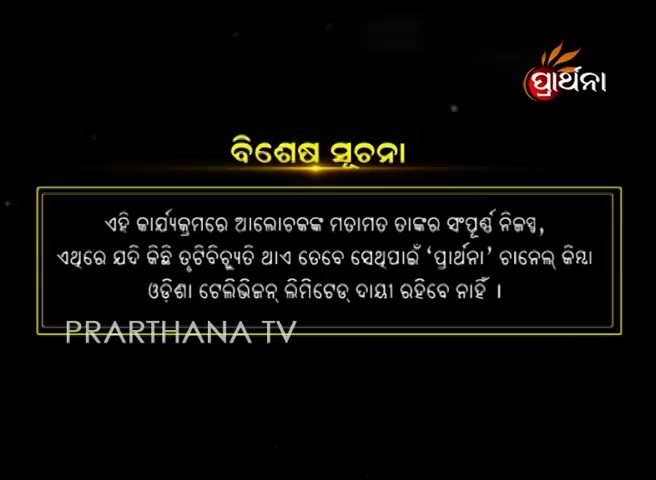 ପ୍ରାର୍ଥନା
ବିଶେଷ ସୂଚନା
ଏହି କାର୍ଯ୍ୟକ୍ରମରେ ଆଲୋଚକଙ୍କ ମତାମତ ତାଙ୍କର ସଂପୂର୍ଣ୍ଣ ନିଜସ୍ବ,
ଏଥିରେ ଯଦି କିଛି ତୃଟିବିଚ୍ୟୁତି ଥାଏ ତେବେ ସେଥିପାଇଁ ‘ପ୍ରାର୍ଥନା’ ଚାନେଲ୍ କିମ୍ବା
ଓଡ଼ିଶା ଟେଲିଭିଜନ୍ ଲିମିଟେଡ୍ ଦାୟୀ ରହିବେ ନାହିଁ ।
PRARTHANA TV